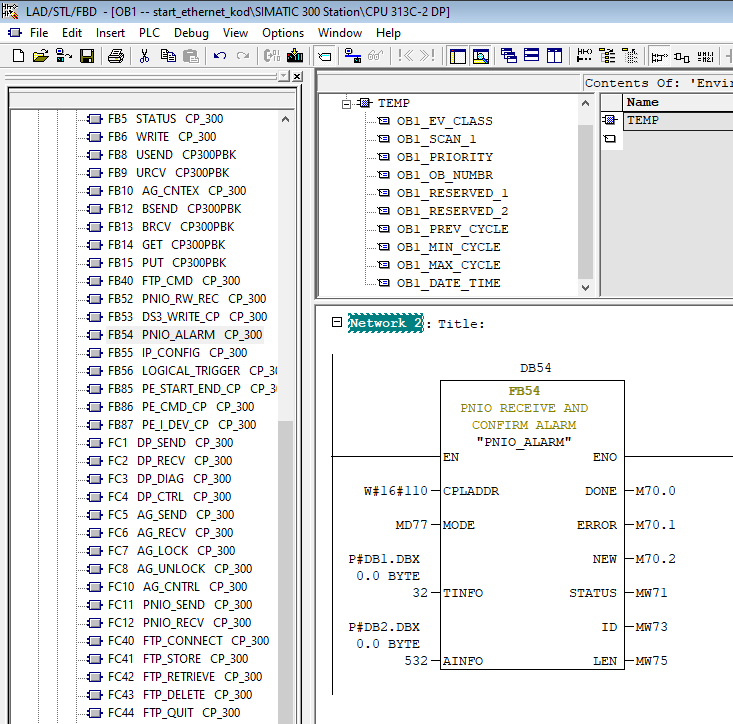 LAD/STL/FBD - [OB1 -- start_ethernet_kod\SIMATIC 300 Station\CPU 313C-2 DP]
File Edit Insert PLC Debug View Options Window Help
FB5 STATUS CP_300
FB6 WRITE CP_300
FB8 USEND CP300PBK
FB9 URCV CP300PBK
FB10 AG_CNTEX CP_300
FB12 BSEND CP300PBK
FB13 BRCV CP300PBK
FB14 GET CP300PBK
FB15 PUT CP300PBK
FB40 FTP_CMD CP_300
FB52 PNIO_RW_REC CP_300
FB53 DS3_WRITE_CP CP_300
FB54 PNIO_ALARM CP_300
FB55 IP_CONFIG CP_300
FB56 LOGICAL_TRIGGER CP_30
FB85 PE_START_END_CP CP_3
FB86 PE_CMD_CP CP_300
FB87 PE_I_DEV_CP CP_300
FC1 DP_SEND CP_300
FC2 DP_RECV CP_300
FC3 DP_DIAG CP_300
FC4 DP_CTRL CP_300
FC5 AG_SEND CP_300
FC6 AG_RECV CP_300
FC7 AG_LOCK CP_300
FC8 AG_UNLOCK CP_300
FC10 AG_CNTRL CP_300
FC11 PNIO_SEND CP_300
FC12 PNIO_RECV CP_300
FC40 FTP_CONNECT CP_300
FC41 FTP_STORE CP_300
FC42 FTP_RETRIEVE CP_300
FC43 FTP_DELETE CP_300
FC44 FTP_QUIT CP_300
TEMP
OB1_EV_CLASS
OB1_SCAN_1
OB1_PRIORITY
OB1_OB_NUMBR
OB1_RESERVED_1
OB1_RESERVED_2
OB1_PREV_CYCLE
OB1_MIN_CYCLE
OB1_MAX_CYCLE
OB1_DATE_TIME
Contents Of: 'Envir
Name
TEMP
Network 2: Title:
DB54
FB54
PNIO RECEIVE AND
CONFIRM ALARM
"PNIO_ALARM"
EN ENO
W#16#110 CPLADDR DONE M70.0
MD77 MODE ERROR M70.1
P#DB1.DBX NEW M70.2
0.0 BYTE
32 TINFO STATUS MW71
P#DB2.DBX ID MW73
0.0 BYTE
532 AINFO LEN MW75